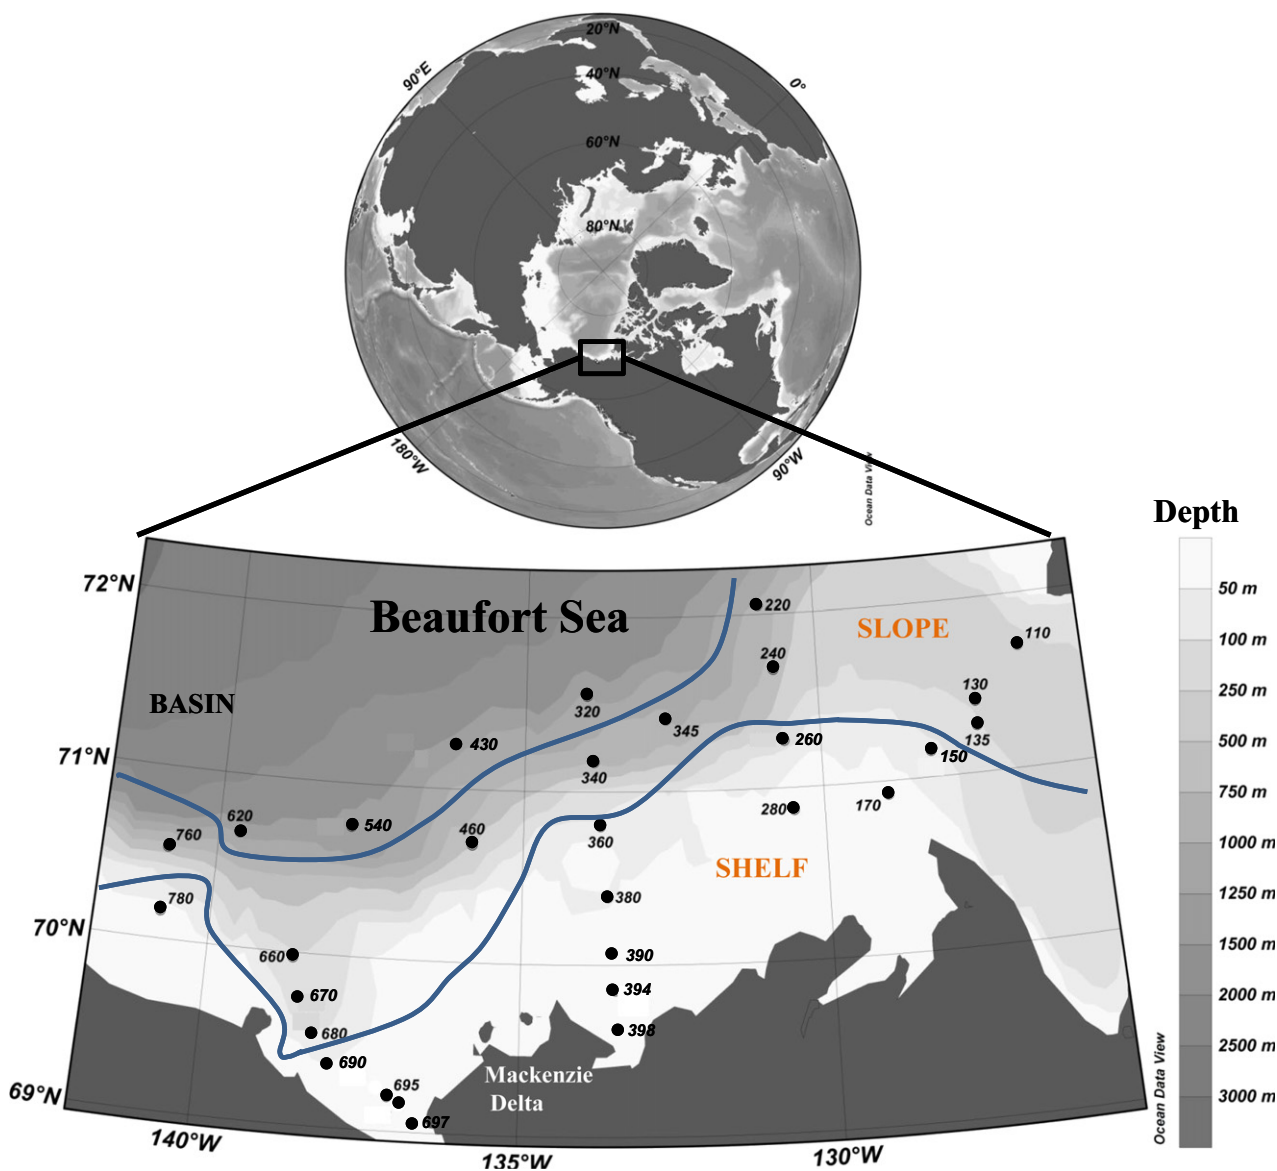 20°N
40°N
90°E
0°
60°N
80°N
180°W
90°W
Ocean Data View
Depth
50 m
100 m
250 m
500 m
750 m
1000 m
1250 m
1500 m
2000 m
2500 m
3000 m
72°N
71°N
70°N
69°N
140°W
135°W
130°W
Beaufort Sea
BASIN
SLOPE
SHELF
220
110
240
130
320
345
135
430
260
150
340
280
170
620
540
460
360
760
780
380
660
390
670
394
680
398
690
695
697
Mackenzie
Delta
Ocean Data View